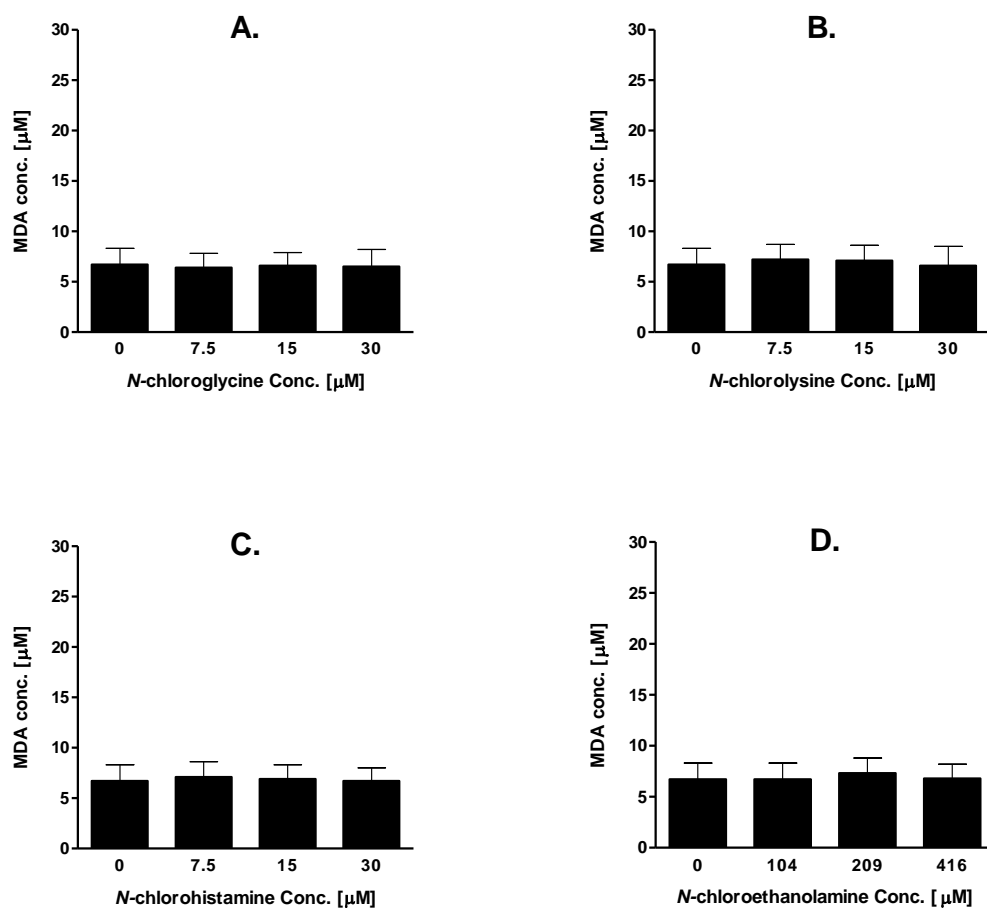 A.
MDA conc. [μM]
30
25
20
15
10
5
0
0 7.5 15 30
N-chloroglycine Conc. [μM]
B.
MDA conc. [μM]
30
25
20
15
10
5
0
0 7.5 15 30
N-chlorolysine Conc. [μM]
C.
MDA conc. [μM]
30
25
20
15
10
5
0
0 7.5 15 30
N-chlorohistamine Conc. [μM]
D.
MDA conc. [μM]
30
25
20
15
10
5
0
0 104 209 416
N-chloroethanolamine Conc. [ μM]